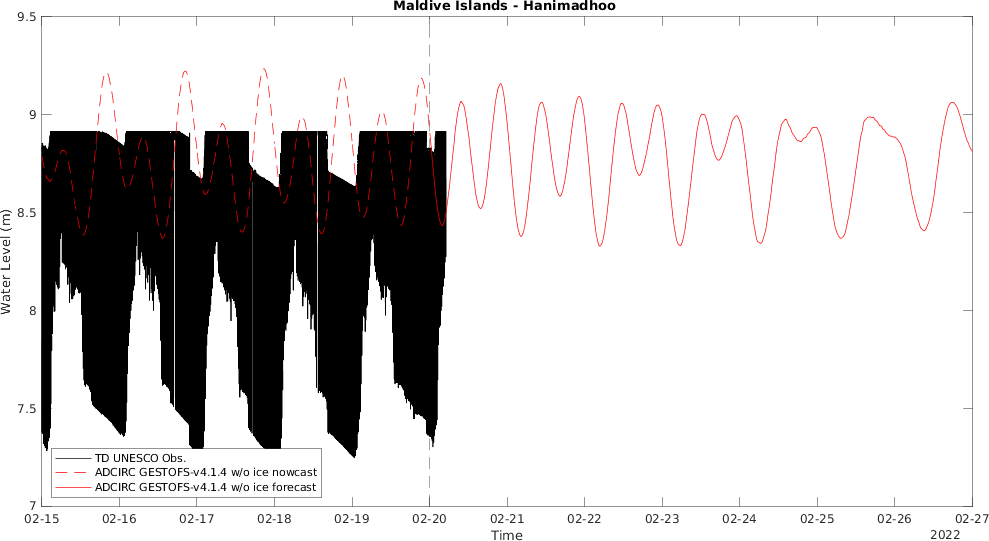 Maldive Islands - Hanimadhoo
9.5
9
8.5
8
7.5
7
Water Level (m)
TD UNESCO Obs.
ADCIRC GESTOFS-v4.1.4 w/o ice nowcast
ADCIRC GESTOFS-v4.1.4 w/o ice forecast
02-15 02-16 02-17 02-18 02-19 02-20 02-21 02-22 02-23 02-24 02-25 02-26 02-27
Time
2022